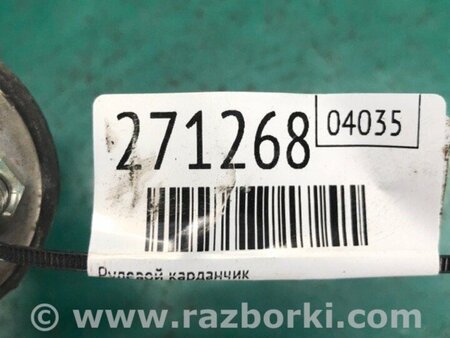 271268 04035
Рулевой карданчик
© www.razborki.com